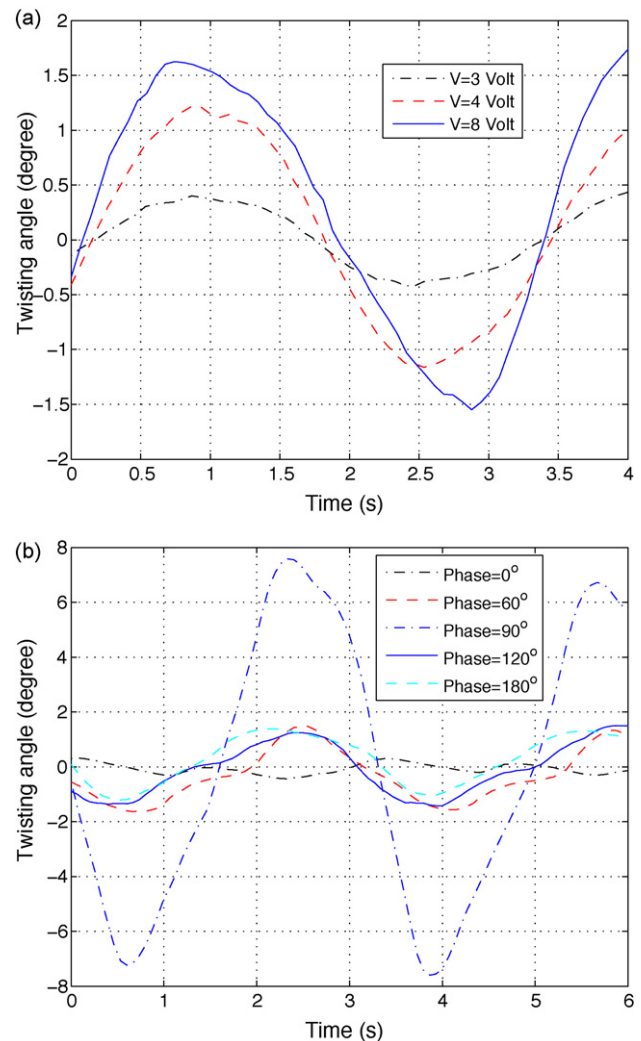 (a)
2
1.5
1
0.5
0
−0.5
−1
−1.5
−2
Twisting angle (degree)
V=3 Volt
V=4 Volt
V=8 Volt
0 0.5 1 1.5 2 2.5 3 3.5 4
Time (s)
(b)
8
6
4
2
0
−2
−4
−6
−8
Twisting angle (degree)
Phase=0°
Phase=60°
Phase=90°
Phase=120°
Phase=180°
0 1 2 3 4 5 6
Time (s)